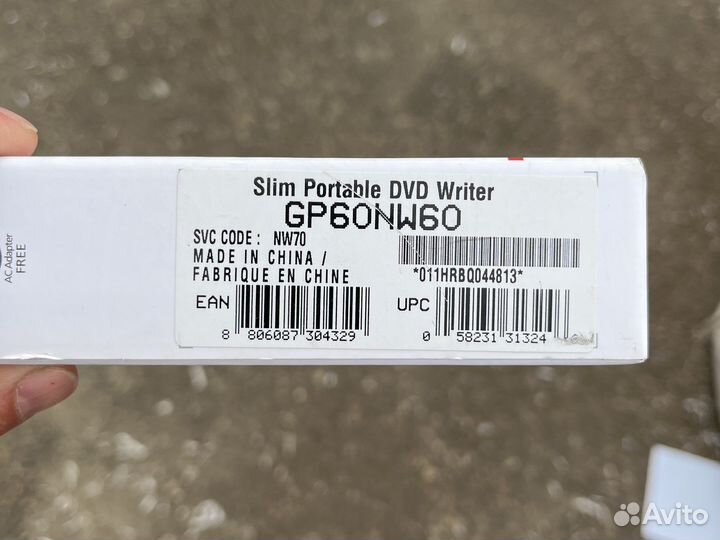 Slim Portable DVD Writer
GP60NW60
SVC CODE : NW70
MADE IN CHINA /
FABRIQUE EN CHINE
*011HRBQ044813*
EAN
8 806087 304329
UPC
0 58231 31324
AC Adapter
FREE
Avito